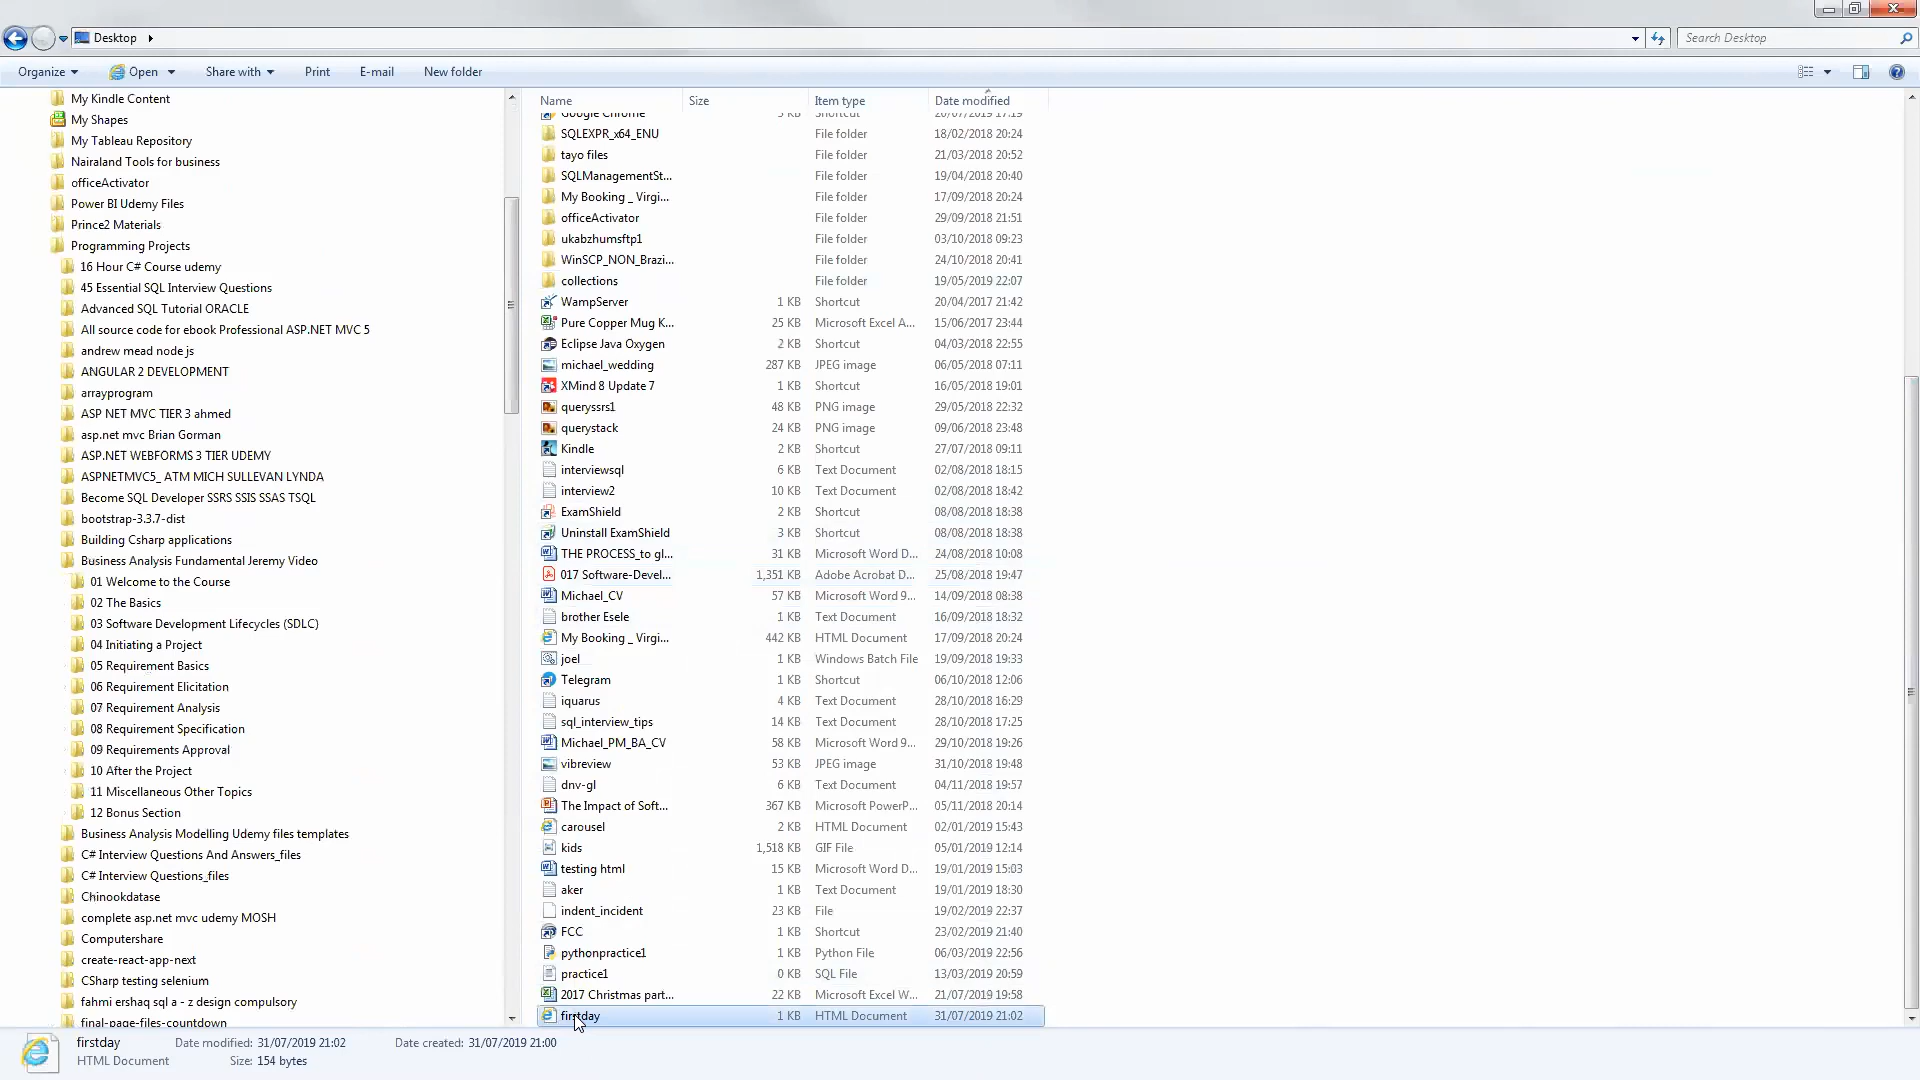 Desktop
Search Desktop
Organize Open Share with Print E-mail New folder
My Kindle Content
My Shapes
My Tableau Repository
Nairaland Tools for business
officeActivator
Power BI Udemy Files
Prince2 Materials
Programming Projects
16 Hour C# Course udemy
45 Essential SQL Interview Questions
Advanced SQL Tutorial ORACLE
All source code for ebook Professional ASP.NET MVC 5
andrew mead node js
ANGULAR 2 DEVELOPMENT
arrayprogram
ASP NET MVC TIER 3 ahmed
asp.net mvc Brian Gorman
ASP.NET WEBFORMS 3 TIER UDEMY
ASPNETMVC5_ ATM MICH SULLEVAN LYNDA
Become SQL Developer SSRS SSIS SSAS TSQL
bootstrap-3.3.7-dist
Building Csharp applications
Business Analysis Fundamental Jeremy Video
01 Welcome to the Course
02 The Basics
03 Software Development Lifecycles (SDLC)
04 Initiating a Project
05 Requirement Basics
06 Requirement Elicitation
07 Requirement Analysis
08 Requirement Specification
09 Requirements Approval
10 After the Project
11 Miscellaneous Other Topics
12 Bonus Section
Business Analysis Modelling Udemy files templates
C# Interview Questions And Answers_files
C# Interview Questions_files
Chinookdatase
complete asp.net mvc udemy MOSH
Computershare
create-react-app-next
CSharp testing selenium
fahmi ershaq sql a - z design compulsory
final-page-files-countdown
Name Size Item type Date modified
Google Chrome 3 KB Shortcut 20/07/2019 17:19
SQLEXPR_x64_ENU File folder 18/02/2018 20:24
tayo files File folder 21/03/2018 20:52
SQLManagementSt... File folder 19/04/2018 20:40
My Booking _ Virgi... File folder 17/09/2018 20:24
officeActivator File folder 29/09/2018 21:51
ukabzhumsftp1 File folder 03/10/2018 09:23
WinSCP_NON_Brazi... File folder 24/10/2018 20:41
collections File folder 19/05/2019 22:07
WampServer 1 KB Shortcut 20/04/2017 21:42
Pure Copper Mug K... 25 KB Microsoft Excel A... 15/06/2017 23:44
Eclipse Java Oxygen 2 KB Shortcut 04/03/2018 22:55
michael_wedding 287 KB JPEG image 06/05/2018 07:11
XMind 8 Update 7 1 KB Shortcut 16/05/2018 19:01
queryssrs1 48 KB PNG image 29/05/2018 22:32
querystack 24 KB PNG image 09/06/2018 23:48
Kindle 2 KB Shortcut 27/07/2018 09:11
interviewsql 6 KB Text Document 02/08/2018 18:15
interview2 10 KB Text Document 02/08/2018 18:42
ExamShield 2 KB Shortcut 08/08/2018 18:38
Uninstall ExamShield 3 KB Shortcut 08/08/2018 18:38
THE PROCESS_to gl... 31 KB Microsoft Word D... 24/08/2018 10:08
017 Software-Devel... 1,351 KB Adobe Acrobat D... 25/08/2018 19:47
Michael_CV 57 KB Microsoft Word 9... 14/09/2018 08:38
brother Esele 1 KB Text Document 16/09/2018 18:32
My Booking _ Virgi... 442 KB HTML Document 17/09/2018 20:24
joel 1 KB Windows Batch File 19/09/2018 19:33
Telegram 1 KB Shortcut 06/10/2018 12:06
iquarus 4 KB Text Document 28/10/2018 16:29
sql_interview_tips 14 KB Text Document 28/10/2018 17:25
Michael_PM_BA_CV 58 KB Microsoft Word 9... 29/10/2018 19:26
vibreview 53 KB JPEG image 31/10/2018 19:48
dnv-gl 6 KB Text Document 04/11/2018 19:57
The Impact of Soft... 367 KB Microsoft PowerP... 05/11/2018 20:14
carousel 2 KB HTML Document 02/01/2019 15:43
kids 1,518 KB GIF File 05/01/2019 12:14
testing html 15 KB Microsoft Word D... 19/01/2019 15:03
aker 1 KB Text Document 19/01/2019 18:30
indent_incident 23 KB File 19/02/2019 22:37
FCC 1 KB Shortcut 23/02/2019 21:40
pythonpractice1 1 KB Python File 06/03/2019 22:56
practice1 0 KB SQL File 13/03/2019 20:59
2017 Christmas part... 22 KB Microsoft Excel W... 21/07/2019 19:58
firstday 1 KB HTML Document 31/07/2019 21:02
firstday Date modified: 31/07/2019 21:02 Date created: 31/07/2019 21:00
HTML Document Size: 154 bytes